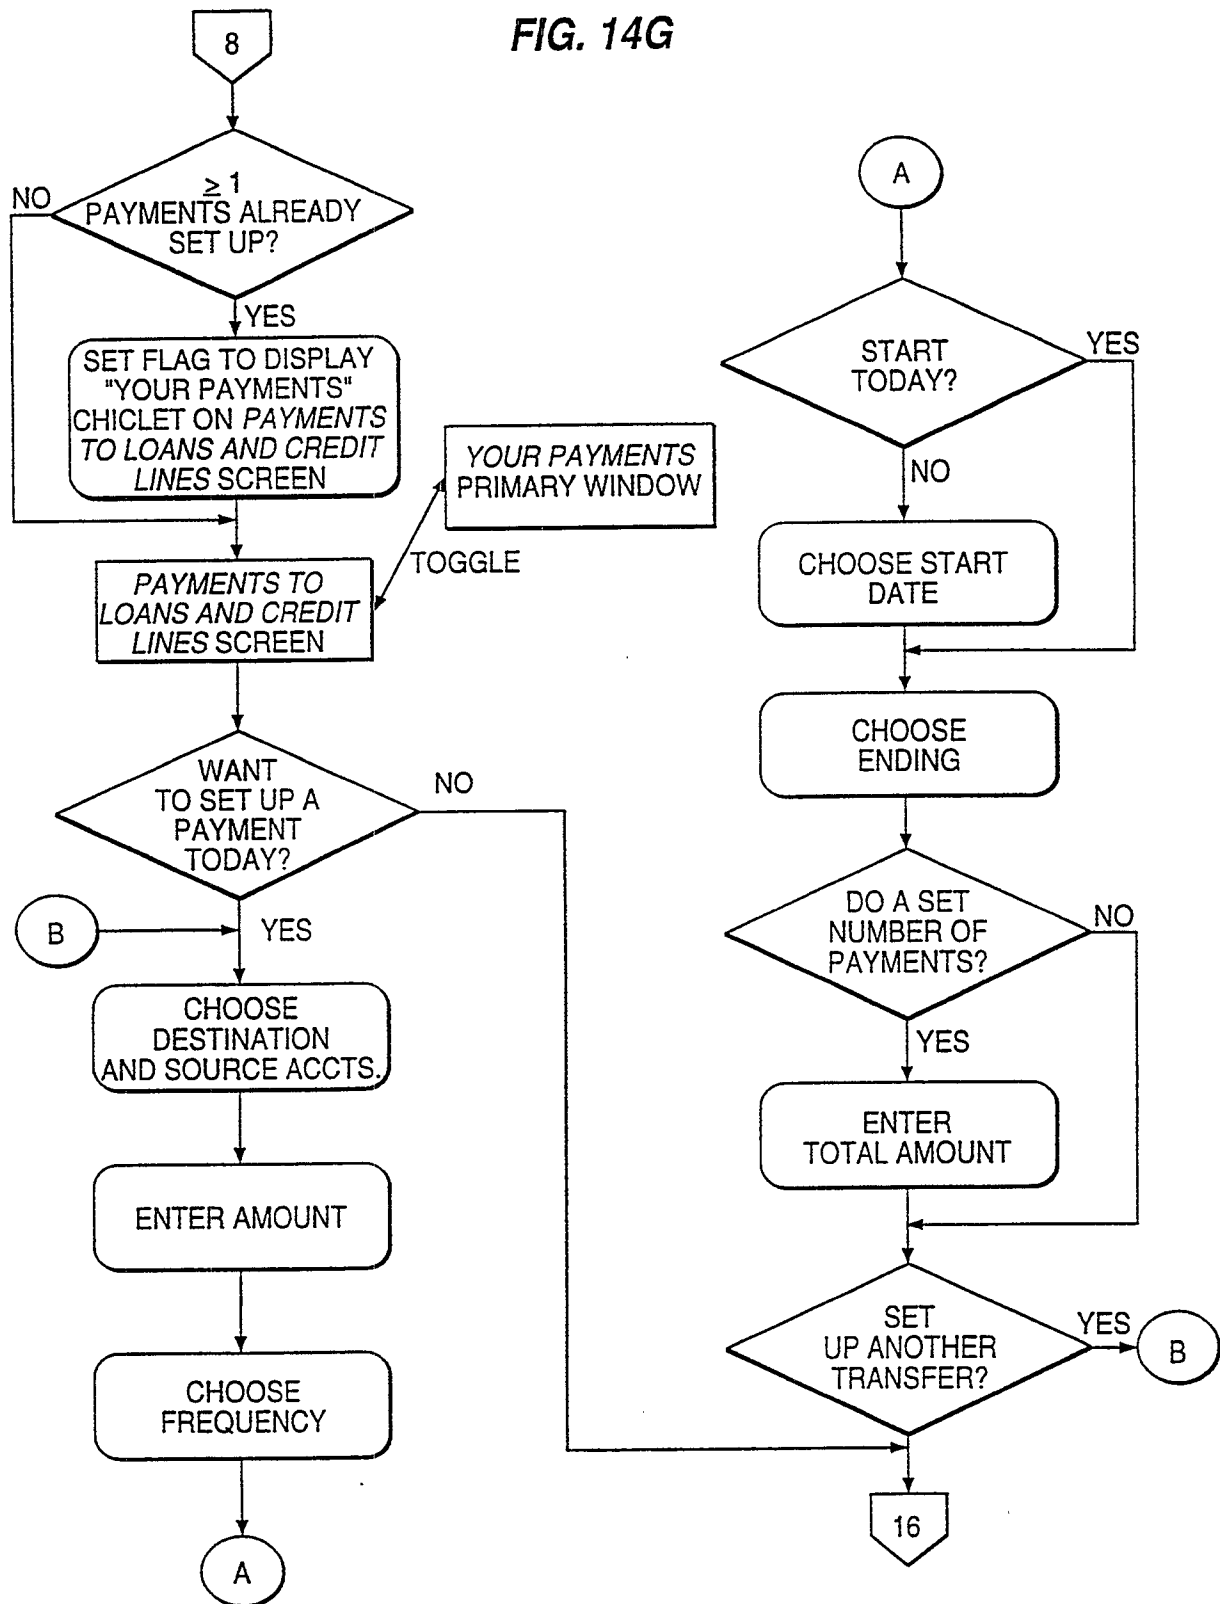 FIG. 14G
8
≥ 1
PAYMENTS ALREADY
SET UP?
NO
YES
SET FLAG TO DISPLAY
"YOUR PAYMENTS"
CHICLET ON PAYMENTS
TO LOANS AND CREDIT
LINES SCREEN
YOUR PAYMENTS
PRIMARY WINDOW
TOGGLE
PAYMENTS TO
LOANS AND CREDIT
LINES SCREEN
WANT
TO SET UP A
PAYMENT
TODAY?
NO
B
YES
CHOOSE
DESTINATION
AND SOURCE ACCTS.
ENTER AMOUNT
CHOOSE
FREQUENCY
A
A
START
TODAY?
YES
NO
CHOOSE START
DATE
CHOOSE
ENDING
DO A SET
NUMBER OF
PAYMENTS?
NO
YES
ENTER
TOTAL AMOUNT
SET
UP ANOTHER
TRANSFER?
YES
B
16